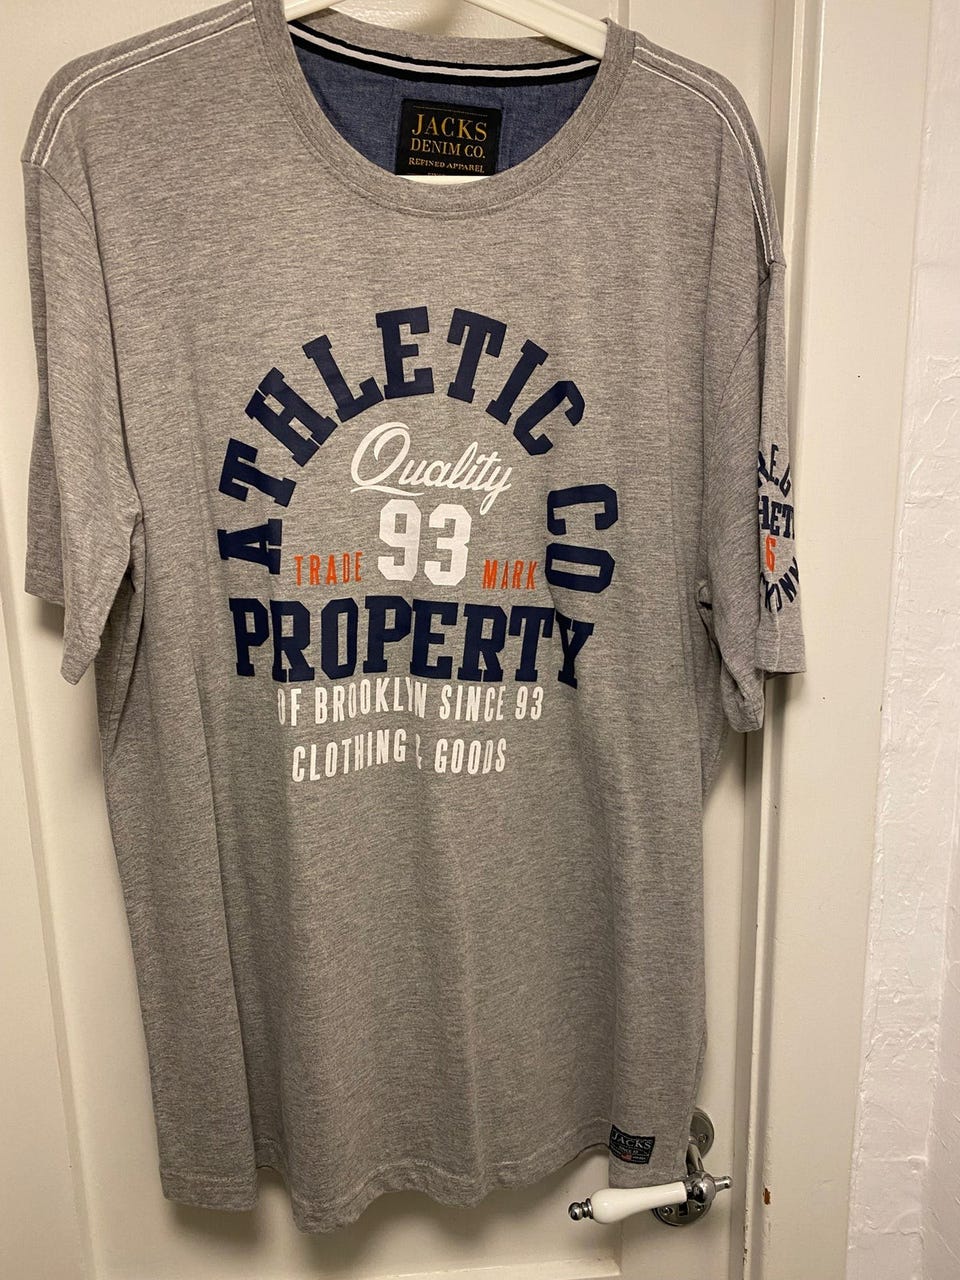 JACKS
DENIM CO.
REFINED APPAREL
ATHLETIC CO
Quality
93
TRADE MARK
PROPERTY
OF BROOKLYN SINCE 93
CLOTHING & GOODS
JACKS